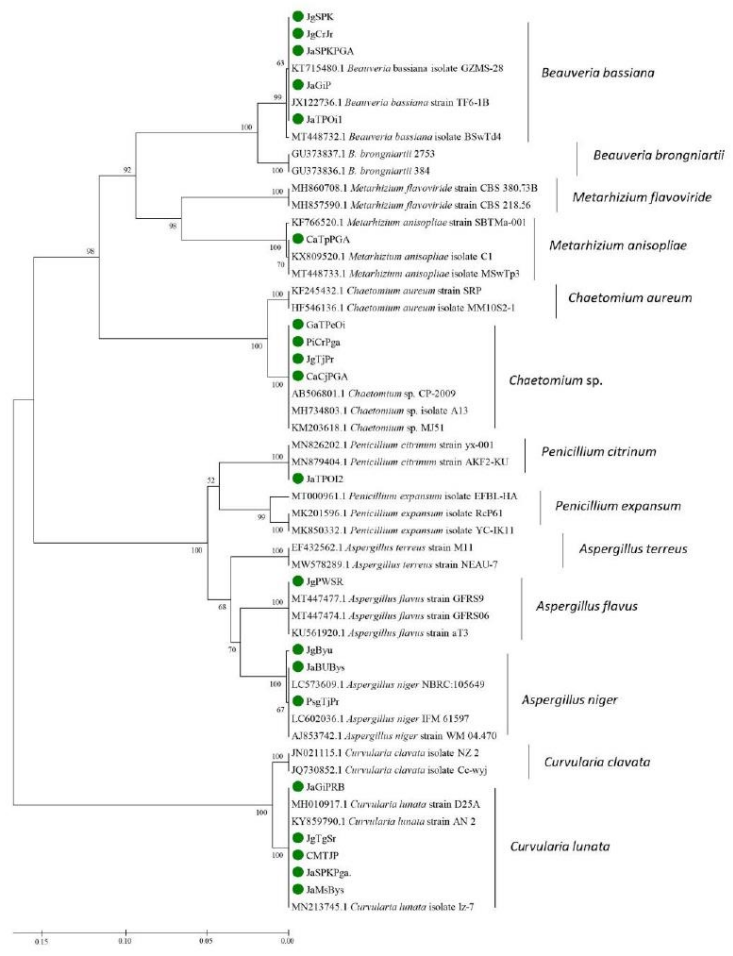 JgSPK
JgCrJr
JaSPKPGA
63
KT715480.1 Beauveria bassiana isolate GZMS-28
Beauveria bassiana
JaGiP
99
JX122736.1 Beauveria bassiana strain TF6-1B
JaTPOi1
100
MT448732.1 Beauveria bassiana isolate BSwTd4
GU373837.1 B. brongniartii 2753
Beauveria brongniartii
100
GU373836.1 B. brongniartii 384
92
MH860708.1 Metarhizium flavoviride strain CBS 380.73B
Metarhizium flavoviride
100
MH857590.1 Metarhizium flavoviride strain CBS 218.56
98
KF766520.1 Metarhizium anisopliae strain SBTMa-001
CaTpPGA
Metarhizium anisopliae
100
98
KX809520.1 Metarhizium anisopliae isolate C1
70
MT448733.1 Metarhizium anisopliae isolate MSwTp3
KF245432.1 Chaetomium aureum strain SRP
Chaetomium aureum
100
HF546136.1 Chaetomium aureum isolate MM10S2-1
GaTPeOi
PiCrPga
100
JgTjPr
CaCjPGA
Chaetomium sp.
100
AB506801.1 Chaetomium sp. CP-2009
MH734803.1 Chaetomium sp. isolate A13
KM203618.1 Chaetomium sp. MJ51
MN826202.1 Penicillium citrinum strain yx-001
Penicillium citrinum
100
MN879404.1 Penicillium citrinum strain AKF2-KU
52
JaTPOI2
MT000961.1 Penicillium expansum isolate EFBL-HA
Penicillium expansum
99
MK201596.1 Penicillium expansum isolate RcP61
100
MK850332.1 Penicillium expansum isolate YC-IK11
100
EF432562.1 Aspergillus terreus strain M11
Aspergillus terreus
100
MW578289.1 Aspergillus terreus strain NEAU-7
JgPWSR
68
100
MT447477.1 Aspergillus flavus strain GFRS9
Aspergillus flavus
MT447474.1 Aspergillus flavus strain GFRS06
KU561920.1 Aspergillus flavus strain aT3
70
JgByu
JaBUBys
100
LC573609.1 Aspergillus niger NBRC:105649
PsgTjPr
Aspergillus niger
67
LC602036.1 Aspergillus niger IFM 61597
AJ853742.1 Aspergillus niger strain WM 04.470
JN021115.1 Curvularia clavata isolate NZ 2
Curvularia clavata
100
JQ730852.1 Curvularia clavata isolate Cc-wyj
JaGiPRB
100
MH010917.1 Curvularia lunata strain D25A
KY859790.1 Curvularia lunata strain AN 2
JgTgSr
Curvularia lunata
100
CMTJP
JaSPKPga.
JaMsBys
MN213745.1 Curvularia lunata isolate lz-7
0.15 0.10 0.05 0.00